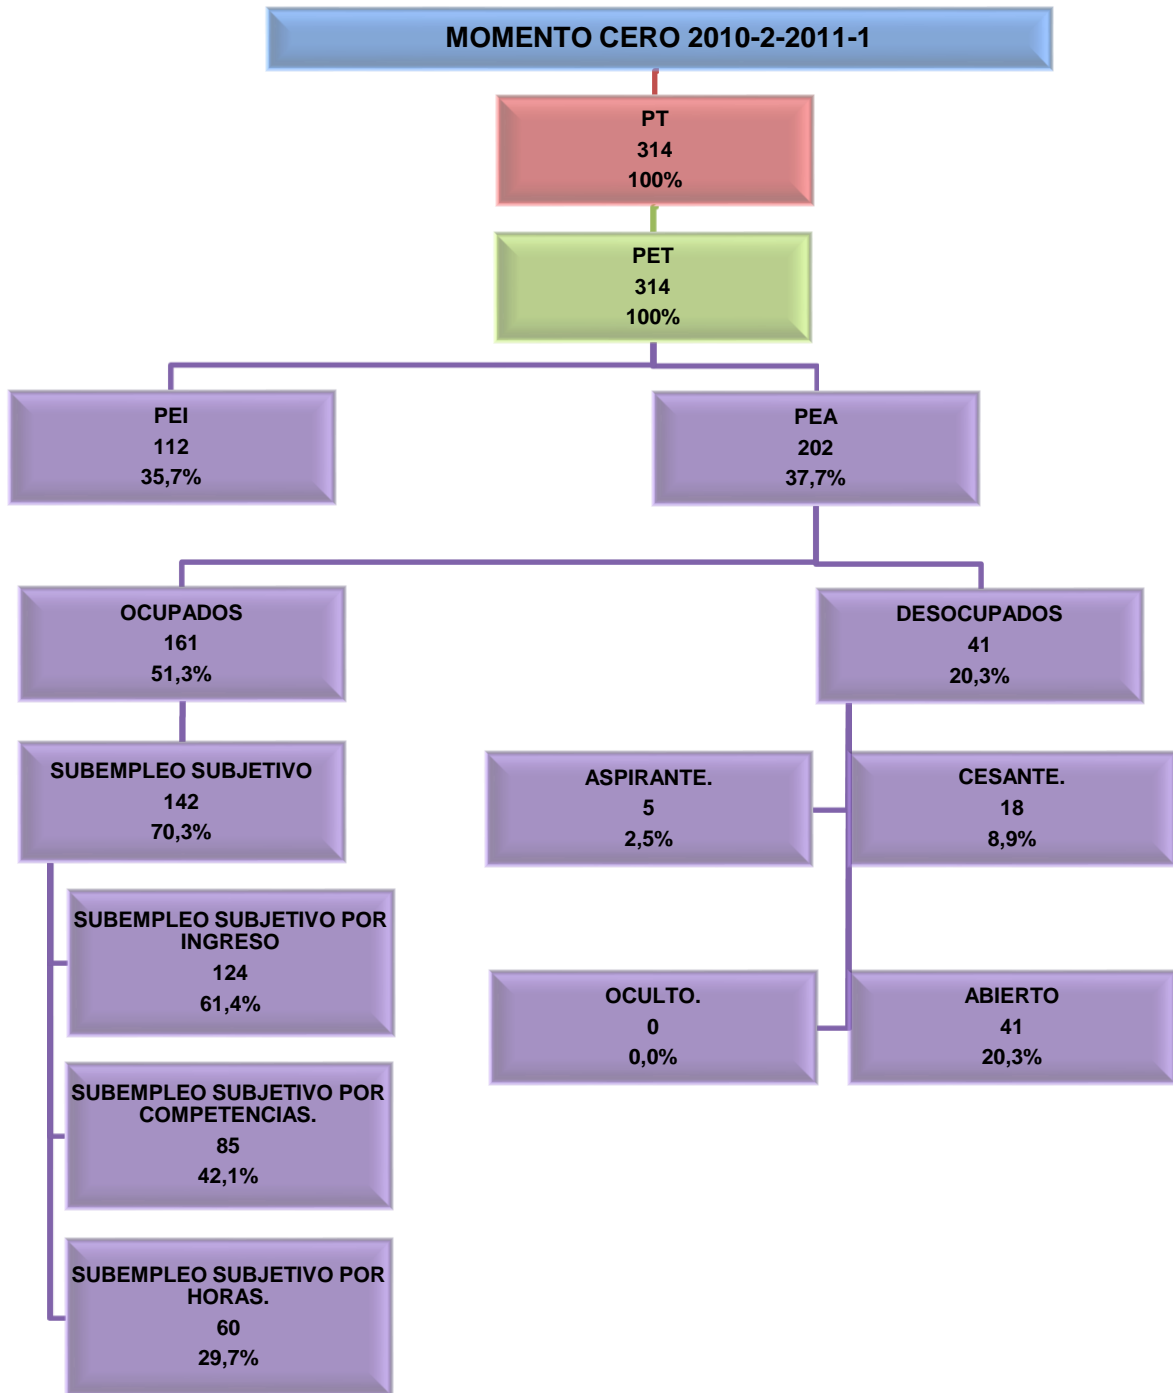 MOMENTO CERO 2010-2-2011-1
PT
314
100%
PET
314
100%
PEI
112
35,7%
PEA
202
37,7%
OCUPADOS
161
51,3%
DESOCUPADOS
41
20,3%
SUBEMPLEO SUBJETIVO
142
70,3%
ASPIRANTE.
5
2,5%
CESANTE.
18
8,9%
SUBEMPLEO SUBJETIVO POR
INGRESO
124
61,4%
OCULTO.
0
0,0%
ABIERTO
41
20,3%
SUBEMPLEO SUBJETIVO POR
COMPETENCIAS.
85
42,1%
SUBEMPLEO SUBJETIVO POR
HORAS.
60
29,7%